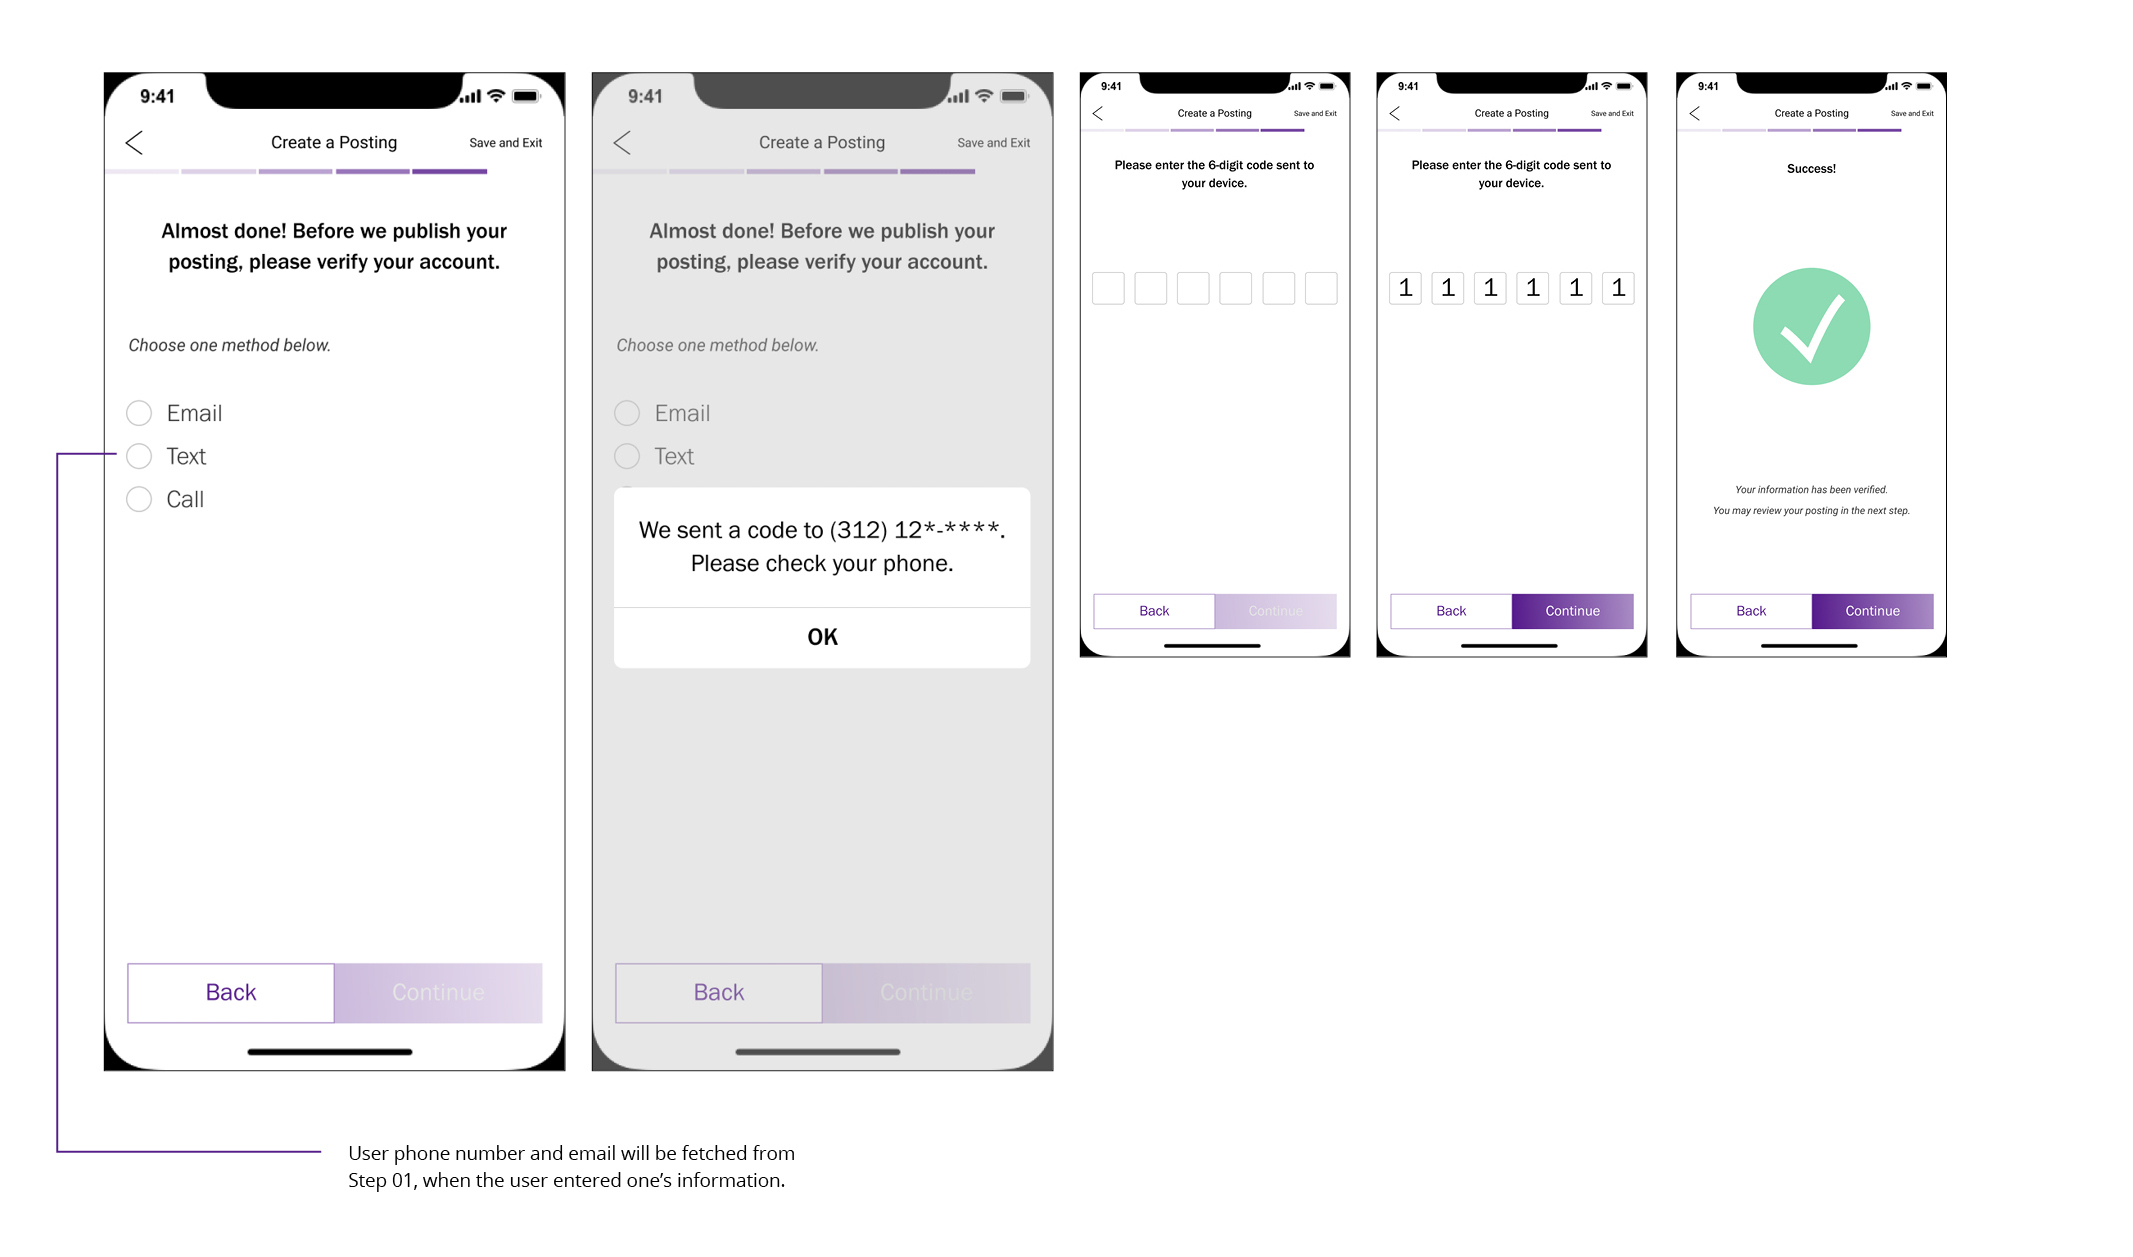 9:41
Create a Posting
Save and Exit
Almost done! Before we publish your
posting, please verify your account.
Choose one method below.
Email
Text
Call
Back
Continue
9:41
Create a Posting
Save and Exit
Almost done! Before we publish your
posting, please verify your account.
Choose one method below.
Email
Text
We sent a code to (312) 12*-****.
Please check your phone.
OK
Back
Continue
9:41
Create a Posting
Save and Exit
Please enter the 6-digit code sent to
your device.
Back
Continue
9:41
Create a Posting
Save and Exit
Please enter the 6-digit code sent to
your device.
1 1 1 1 1 1
Back
Continue
9:41
Create a Posting
Save and Exit
Success!
Your information has been verified.
You may review your posting in the next step.
Back
Continue
User phone number and email will be fetched from
Step 01, when the user entered one’s information.